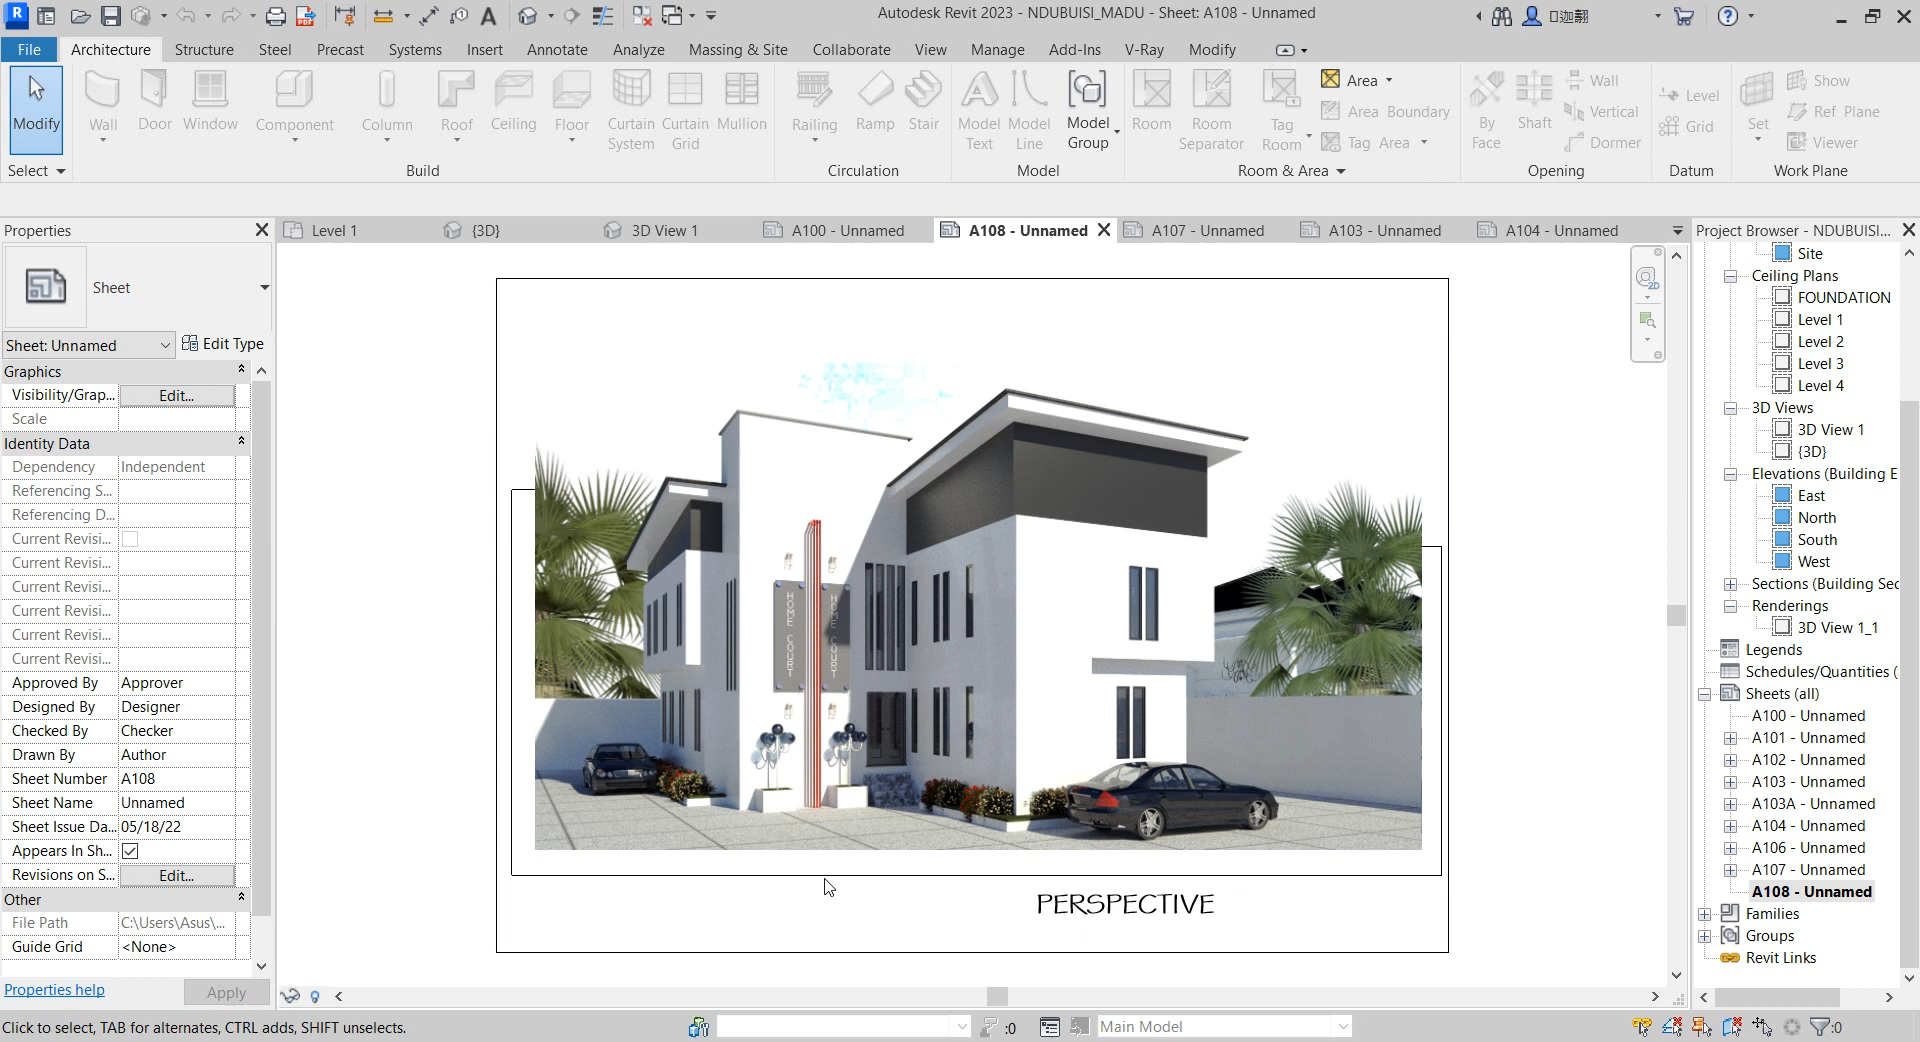 Autodesk Revit 2023 - NDUBUISI_MADU - Sheet: A108 - Unnamed
File Architecture Structure Steel Precast Systems Insert Annotate Analyze Massing & Site Collaborate View Manage Add-Ins V-Ray Modify
Modify Wall Door Window Component Column Roof Ceiling Floor Curtain System Curtain Grid Mullion Railing Ramp Stair Model Text Model Line Model Group Room Room Separator Tag Room
Area
Area Boundary
Tag Area
By Face Shaft
Wall
Vertical
Dormer
Level
Grid
Set
Show
Ref Plane
Viewer
Select Build Circulation Model Room & Area Opening Datum Work Plane
Properties
Level 1 {3D} 3D View 1 A100 - Unnamed A108 - Unnamed A107 - Unnamed A103 - Unnamed A104 - Unnamed
Project Browser - NDUBUISI...
Sheet
Sheet: Unnamed Edit Type
Graphics
Visibility/Grap... Edit...
Scale
Identity Data
Dependency Independent
Referencing S...
Referencing D...
Current Revisi...
Current Revisi...
Current Revisi...
Current Revisi...
Current Revisi...
Current Revisi...
Approved By Approver
Designed By Designer
Checked By Checker
Drawn By Author
Sheet Number A108
Sheet Name Unnamed
Sheet Issue Da... 05/18/22
Appears In Sh...
Revisions on S... Edit...
Other
File Path C:\Users\Asus\...
Guide Grid <None>
Properties help Apply
2D
HOME COURT
HOME COURT
PERSPECTIVE
Site
Ceiling Plans
FOUNDATION
Level 1
Level 2
Level 3
Level 4
3D Views
3D View 1
{3D}
Elevations (Building E
East
North
South
West
Sections (Building Sec
Renderings
3D View 1_1
Legends
Schedules/Quantities (
Sheets (all)
A100 - Unnamed
A101 - Unnamed
A102 - Unnamed
A103 - Unnamed
A103A - Unnamed
A104 - Unnamed
A106 - Unnamed
A107 - Unnamed
A108 - Unnamed
Families
Groups
Revit Links
Click to select, TAB for alternates, CTRL adds, SHIFT unselects.
:0
Main Model
:0